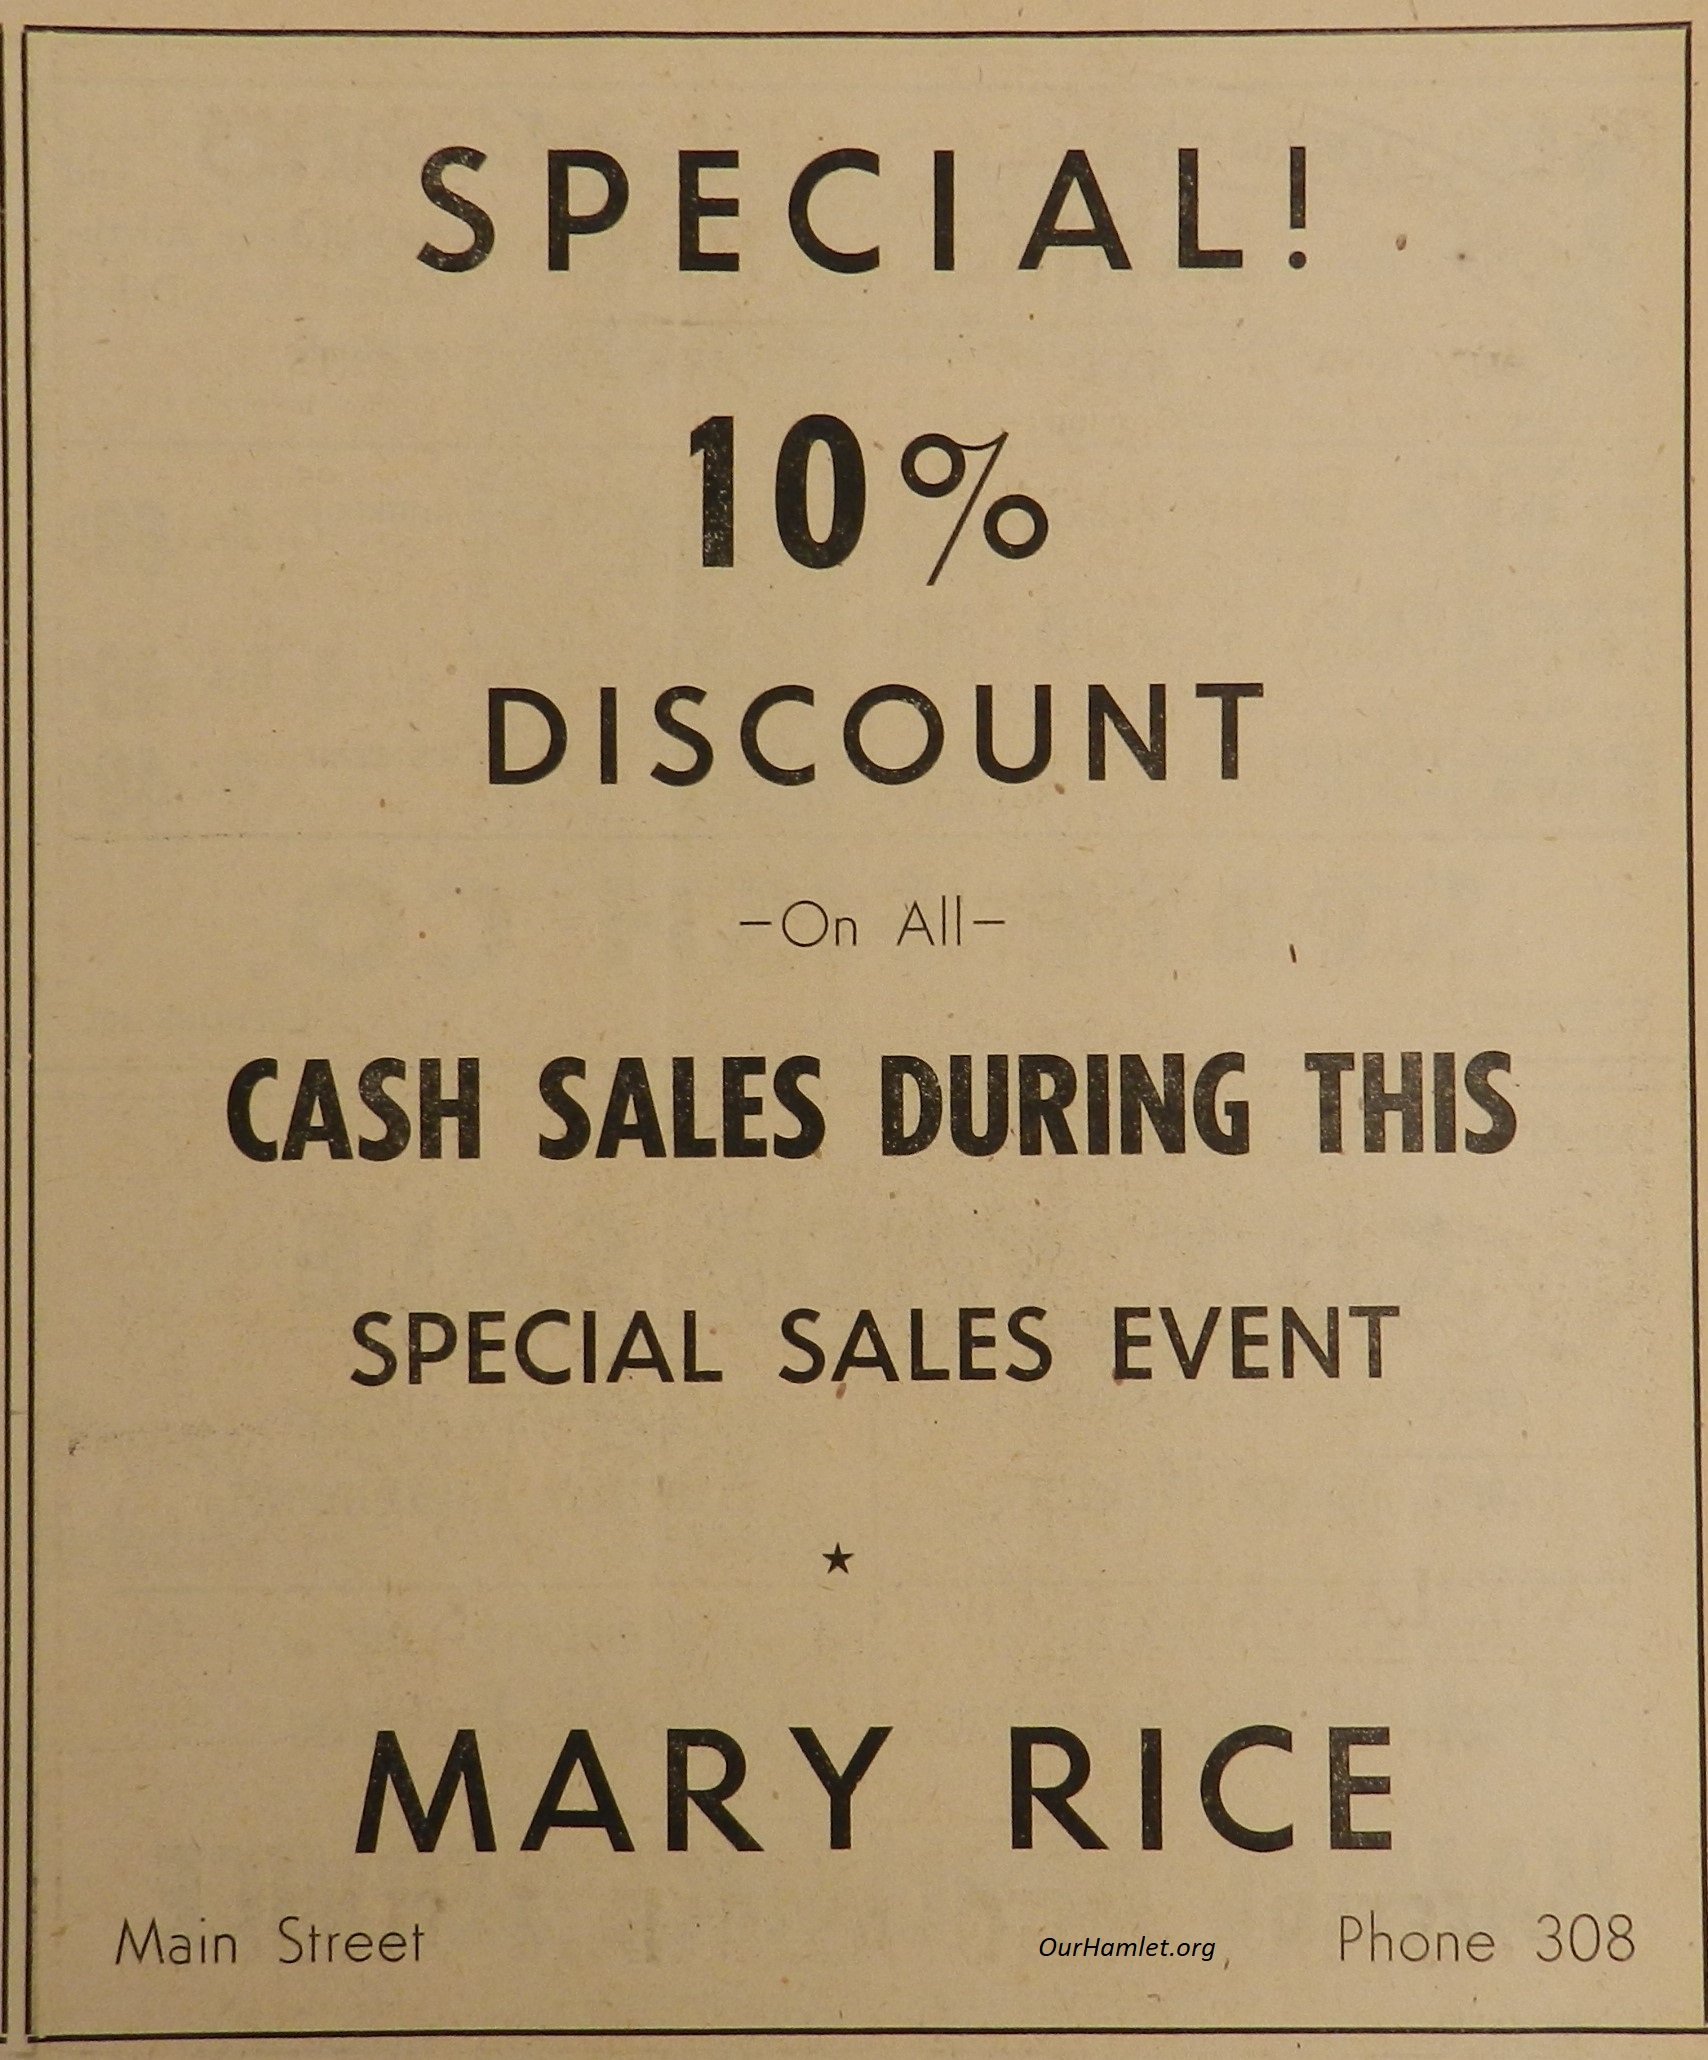 SPECIAL!
10%
DISCOUNT
-On All-
CASH SALES DURING THIS
SPECIAL SALES EVENT
★
MARY RICE
Main Street OurHamlet.org Phone 308